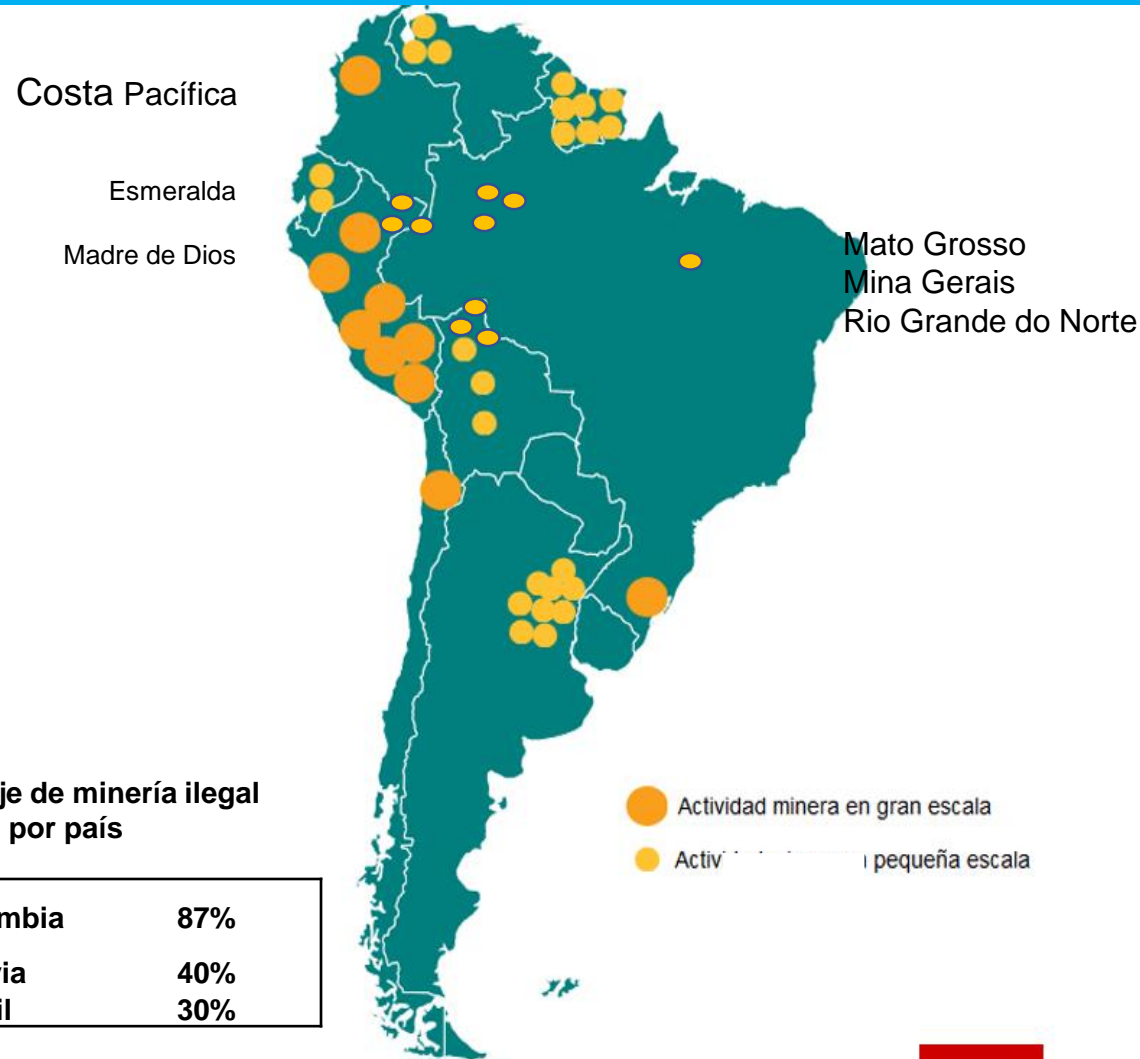 Costa Pacífica
Esmeralda
Madre de Dios
Mato Grosso
Mina Gerais
Rio Grande do Norte
je de minería ilegal
por país
mbia 87%
via 40%
il 30%
Actividad minera en gran escala
pequeña escala